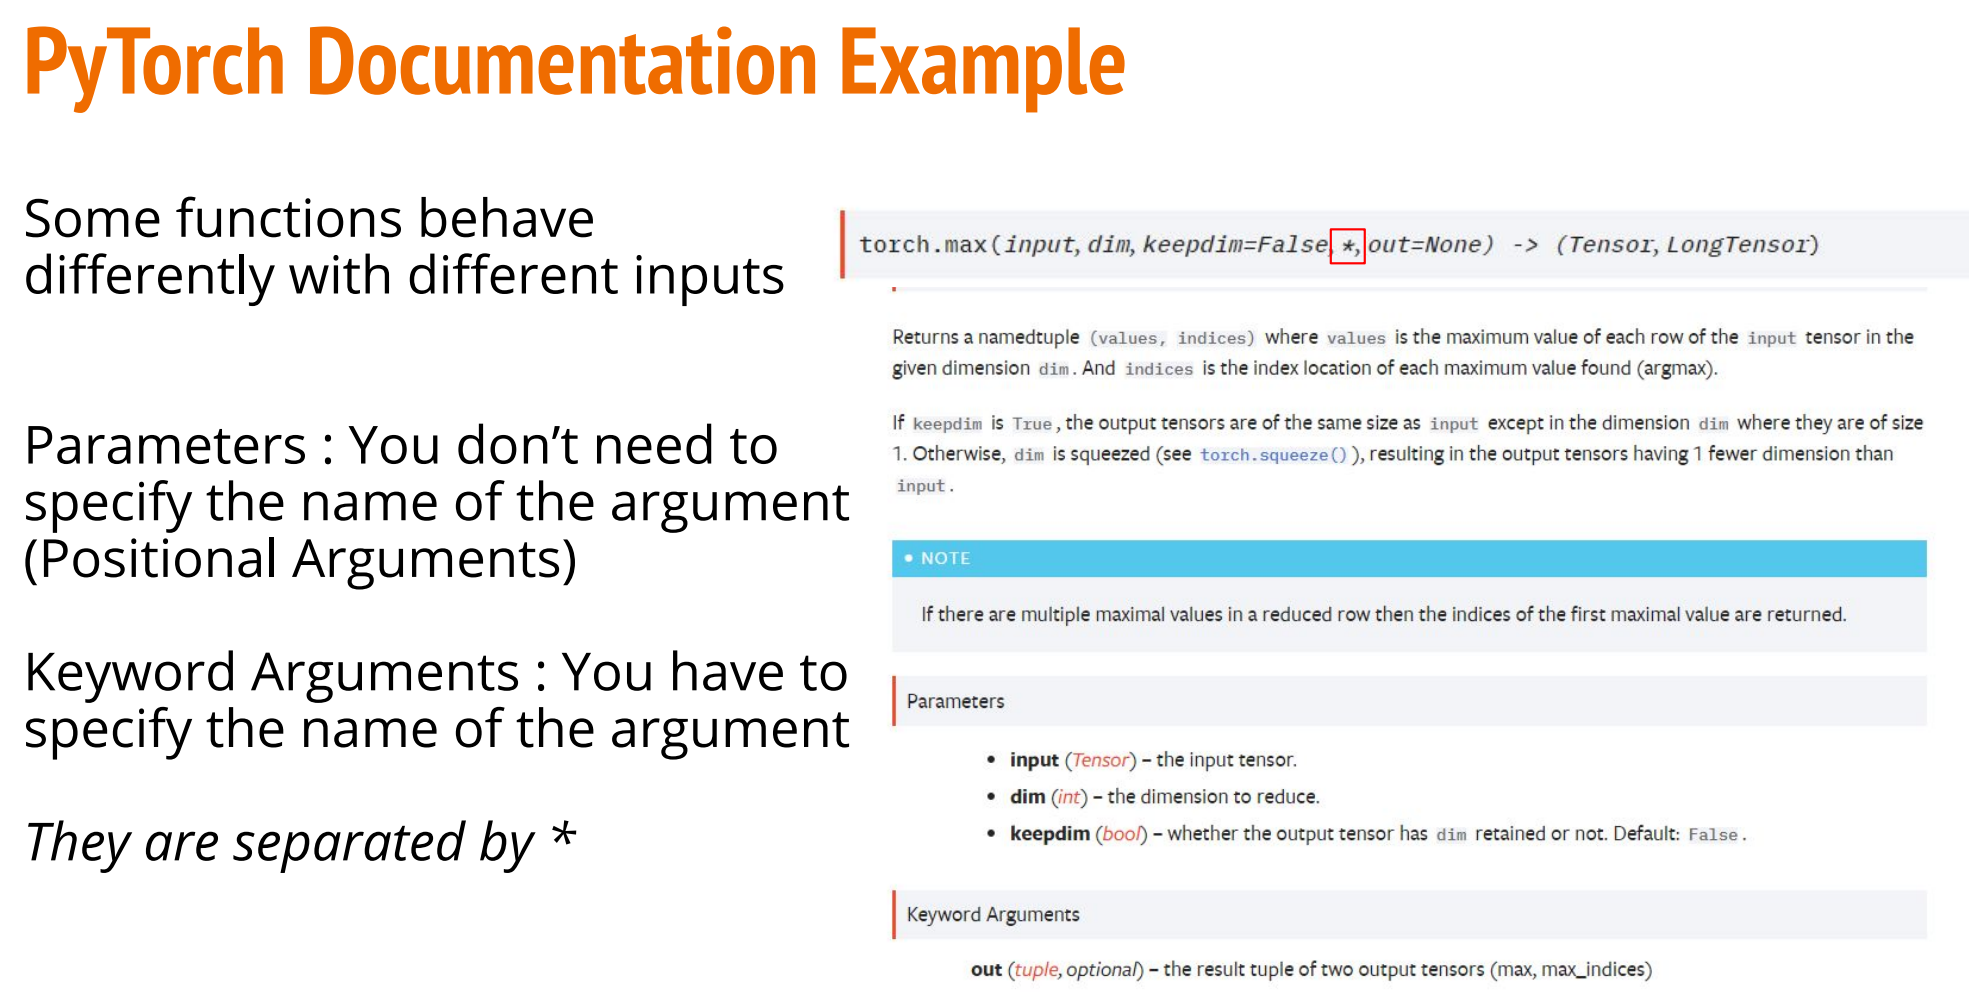 PyTorch Documentation Example
Some functions behave
differently with different inputs
Parameters : You don’t need to
specify the name of the argument
(Positional Arguments)
Keyword Arguments : You have to
specify the name of the argument
They are separated by *
torch.max(input, dim, keepdim=False, *, out=None) -> (Tensor, LongTensor)
Returns a namedtuple (values, indices) where values is the maximum value of each row of the input tensor in the
given dimension dim. And indices is the index location of each maximum value found (argmax).
If keepdim is True, the output tensors are of the same size as input except in the dimension dim where they are of size
1. Otherwise, dim is squeezed (see torch.squeeze()), resulting in the output tensors having 1 fewer dimension than
input.
• NOTE
If there are multiple maximal values in a reduced row then the indices of the first maximal value are returned.
Parameters
• input (Tensor) – the input tensor.
• dim (int) – the dimension to reduce.
• keepdim (bool) – whether the output tensor has dim retained or not. Default: False.
Keyword Arguments
out (tuple, optional) – the result tuple of two output tensors (max, max_indices)